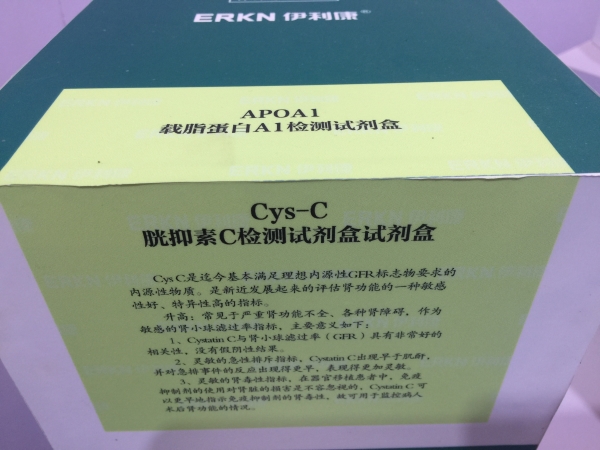 ERKN 伊利康®
APOA1
载脂蛋白A1检测试剂盒
Cys-C
胱抑素C检测试剂盒试剂盒
Cys C是迄今基本满足理想内源性GFR标志物要求的
内源性物质。是新近发展起来的评估肾功能的一种敏感
性好、特异性高的指标。
升高：常见于严重肾功能不全、各种肾障碍，作为
敏感的肾小球滤过率指标，主要意义如下：
1、Cystatin C与肾小球滤过率（GFR）具有非常好的
相关性，没有假阴性结果。
2、灵敏的急性排斥指标，Cystatin C出现早于肌酐，
并对急排事件的反应出现得更早，表现得更加灵敏。
3、灵敏的肾毒性指标，在器官移植患者中，免疫
抑制剂的使用对肾脏的损害是不容忽视的，Cystatin C 可
以更早地指示免疫抑制剂的肾毒性，故可用于监控病人
术后肾功能的情况。